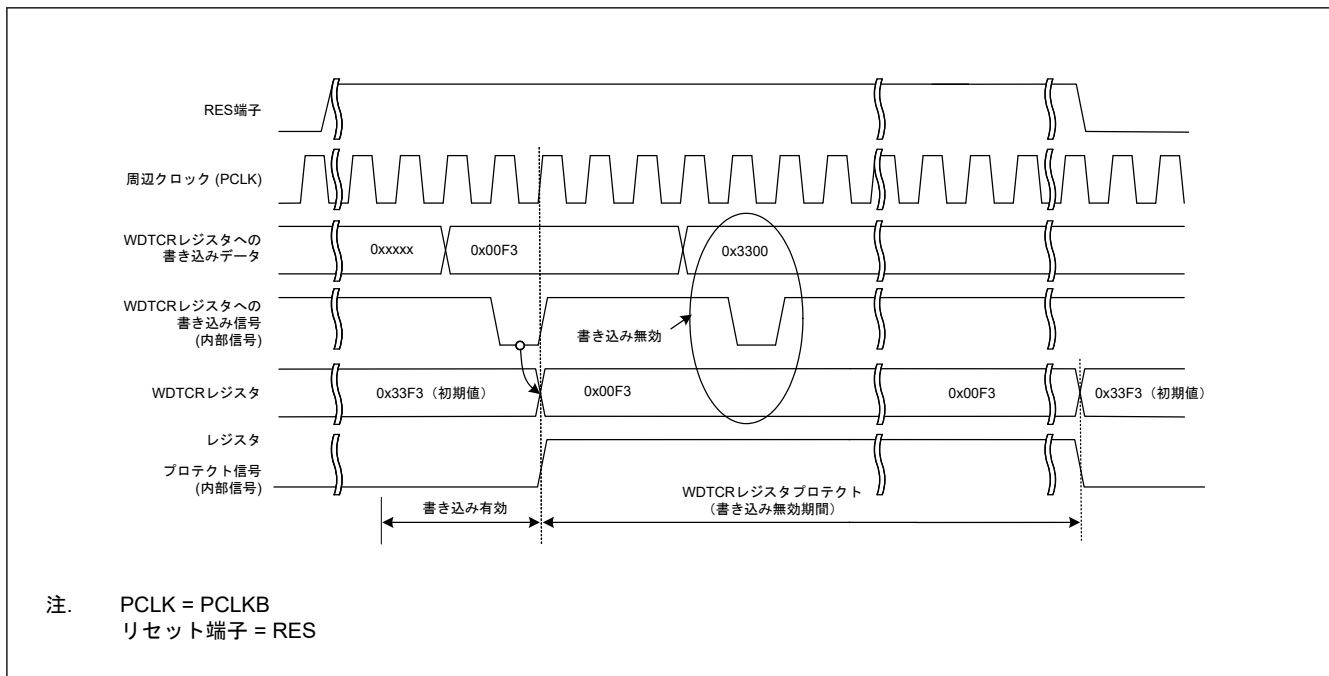 RES端子
周辺クロック (PCLK)
WDTCRレジスタへの
書き込みデータ
0xxxxx
0x00F3
0x3300
WDTCRレジスタへの
書き込み信号
(内部信号)
書き込み無効
WDTCRレジスタ
0x33F3（初期値）
0x00F3
0x00F3
0x33F3（初期値）
レジスタ
プロテクト信号
(内部信号)
書き込み有効
WDTCRレジスタプロテクト
（書き込み無効期間）
注. PCLK = PCLKB
リセット端子 = RES